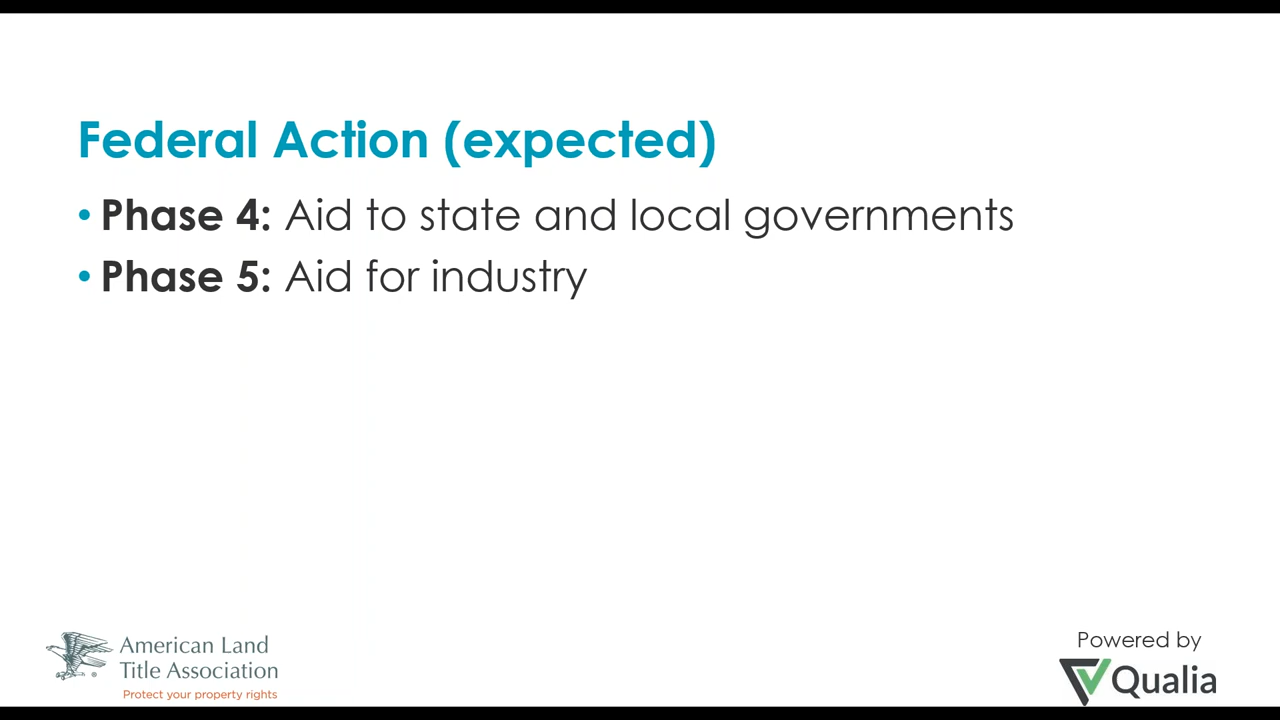 Federal Action (expected)
• Phase 4: Aid to state and local governments
• Phase 5: Aid for industry
American Land
Title Association
Protect your property rights
Powered by
Qualia